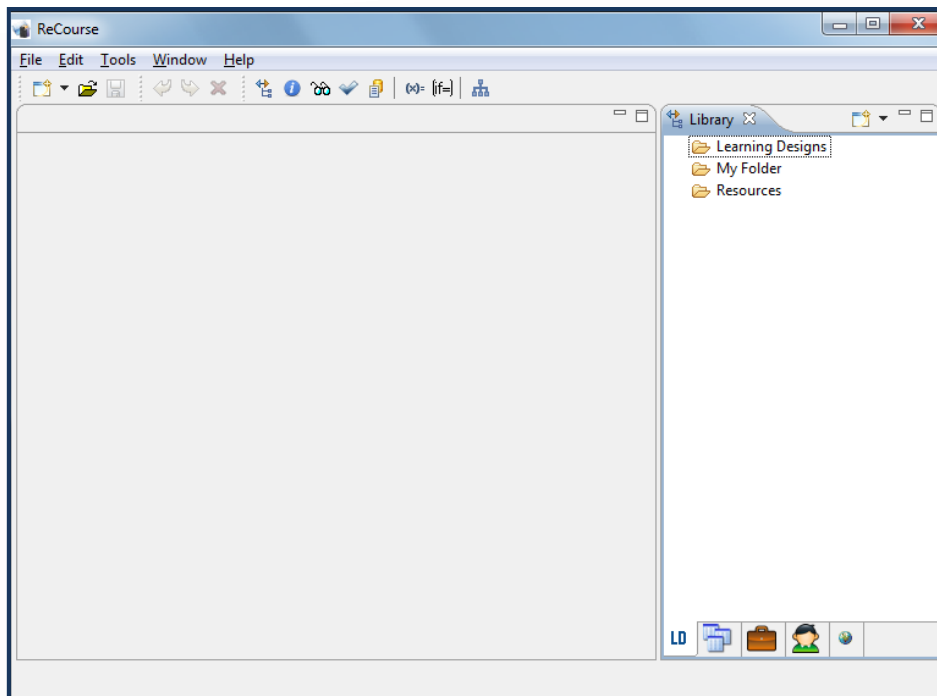 ReCourse
File Edit Tools Window Help
(x)= [if=]
Library
Learning Designs
My Folder
Resources
LD